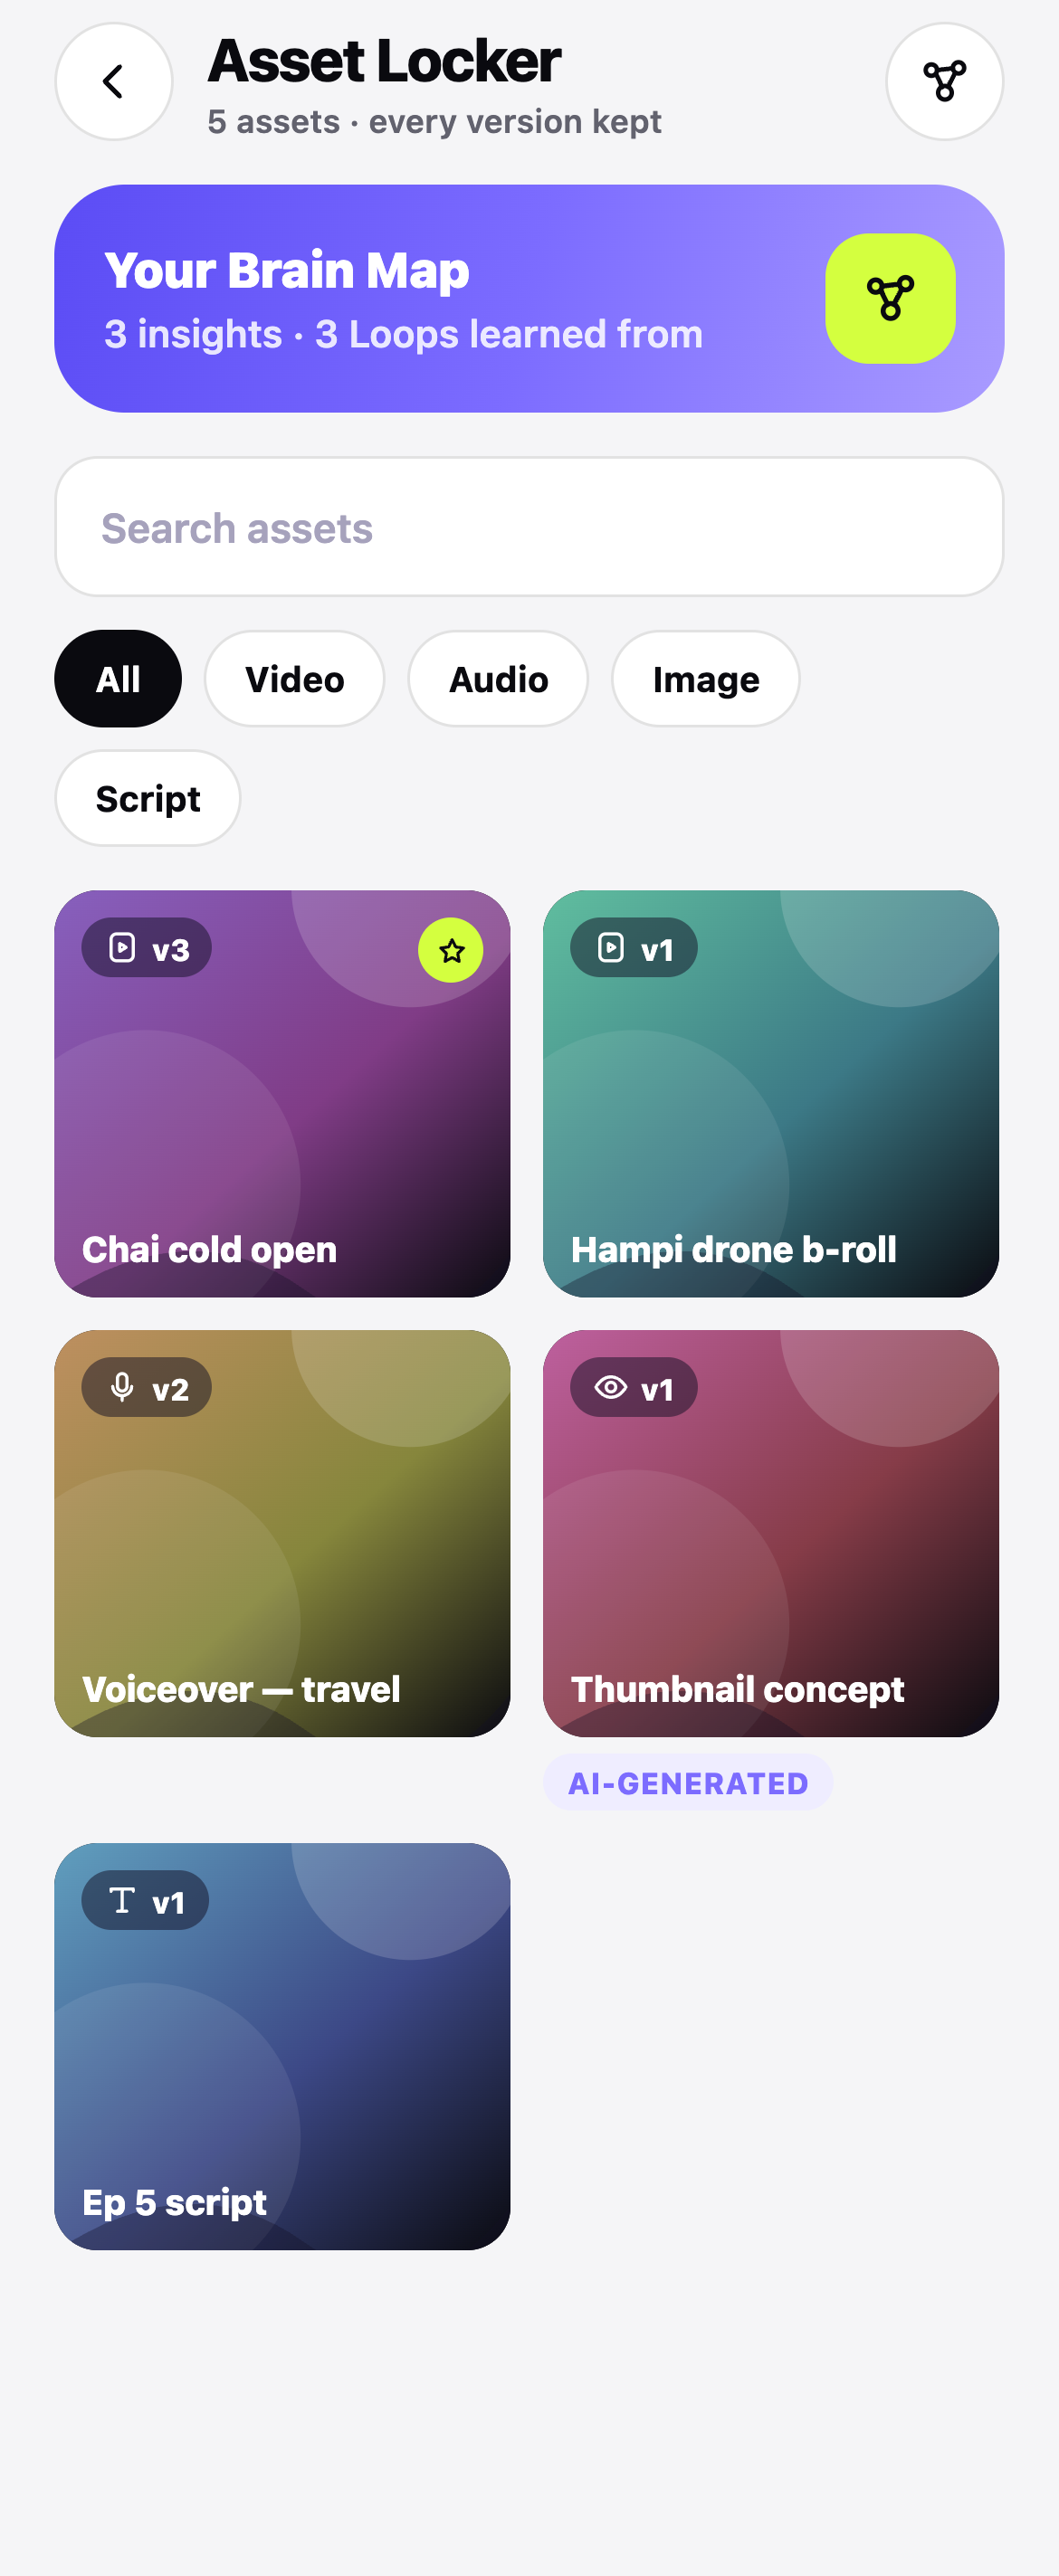 Asset Locker
5 assets · every version kept
Your Brain Map
3 insights · 3 Loops learned from
Search assets
All
Video
Audio
Image
Script
v3
Chai cold open
v1
Hampi drone b-roll
v2
Voiceover — travel
v1
Thumbnail concept
AI-GENERATED
v1
Ep 5 script